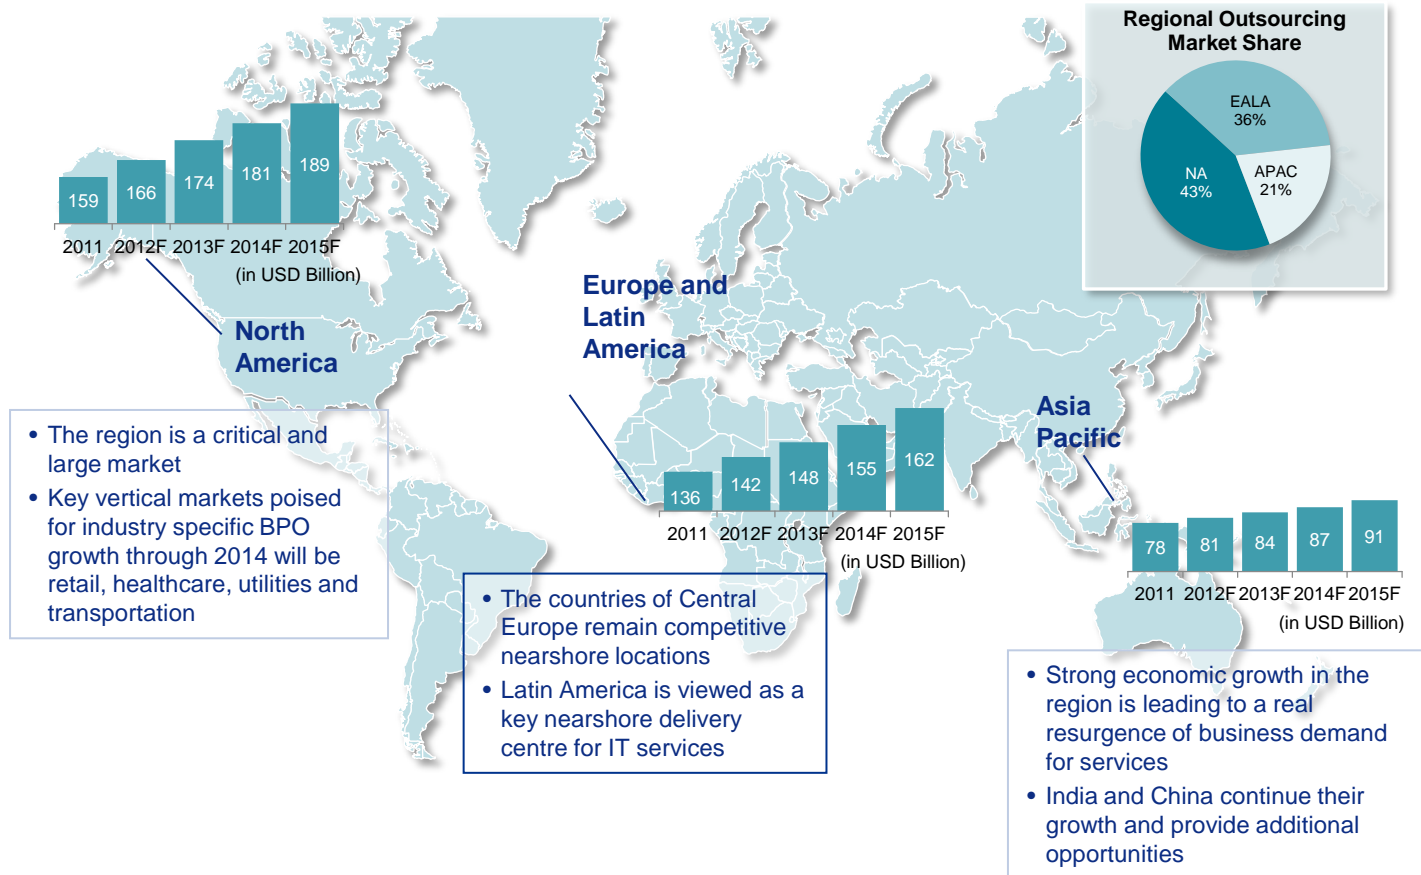 Regional Outsourcing
Market Share
EALA
36%
NA
43%
APAC
21%
159
166
174
181
189
2011 2012F 2013F 2014F 2015F
(in USD Billion)
North
America
• The region is a critical and
large market
• Key vertical markets poised
for industry specific BPO
growth through 2014 will be
retail, healthcare, utilities and
transportation
Europe and
Latin
America
136
142
148
155
162
2011 2012F 2013F 2014F 2015F
(in USD Billion)
• The countries of Central
Europe remain competitive
nearshore locations
• Latin America is viewed as a
key nearshore delivery
centre for IT services
Asia
Pacific
78
81
84
87
91
2011 2012F 2013F 2014F 2015F
(in USD Billion)
• Strong economic growth in the
region is leading to a real
resurgence of business demand
for services
• India and China continue their
growth and provide additional
opportunities